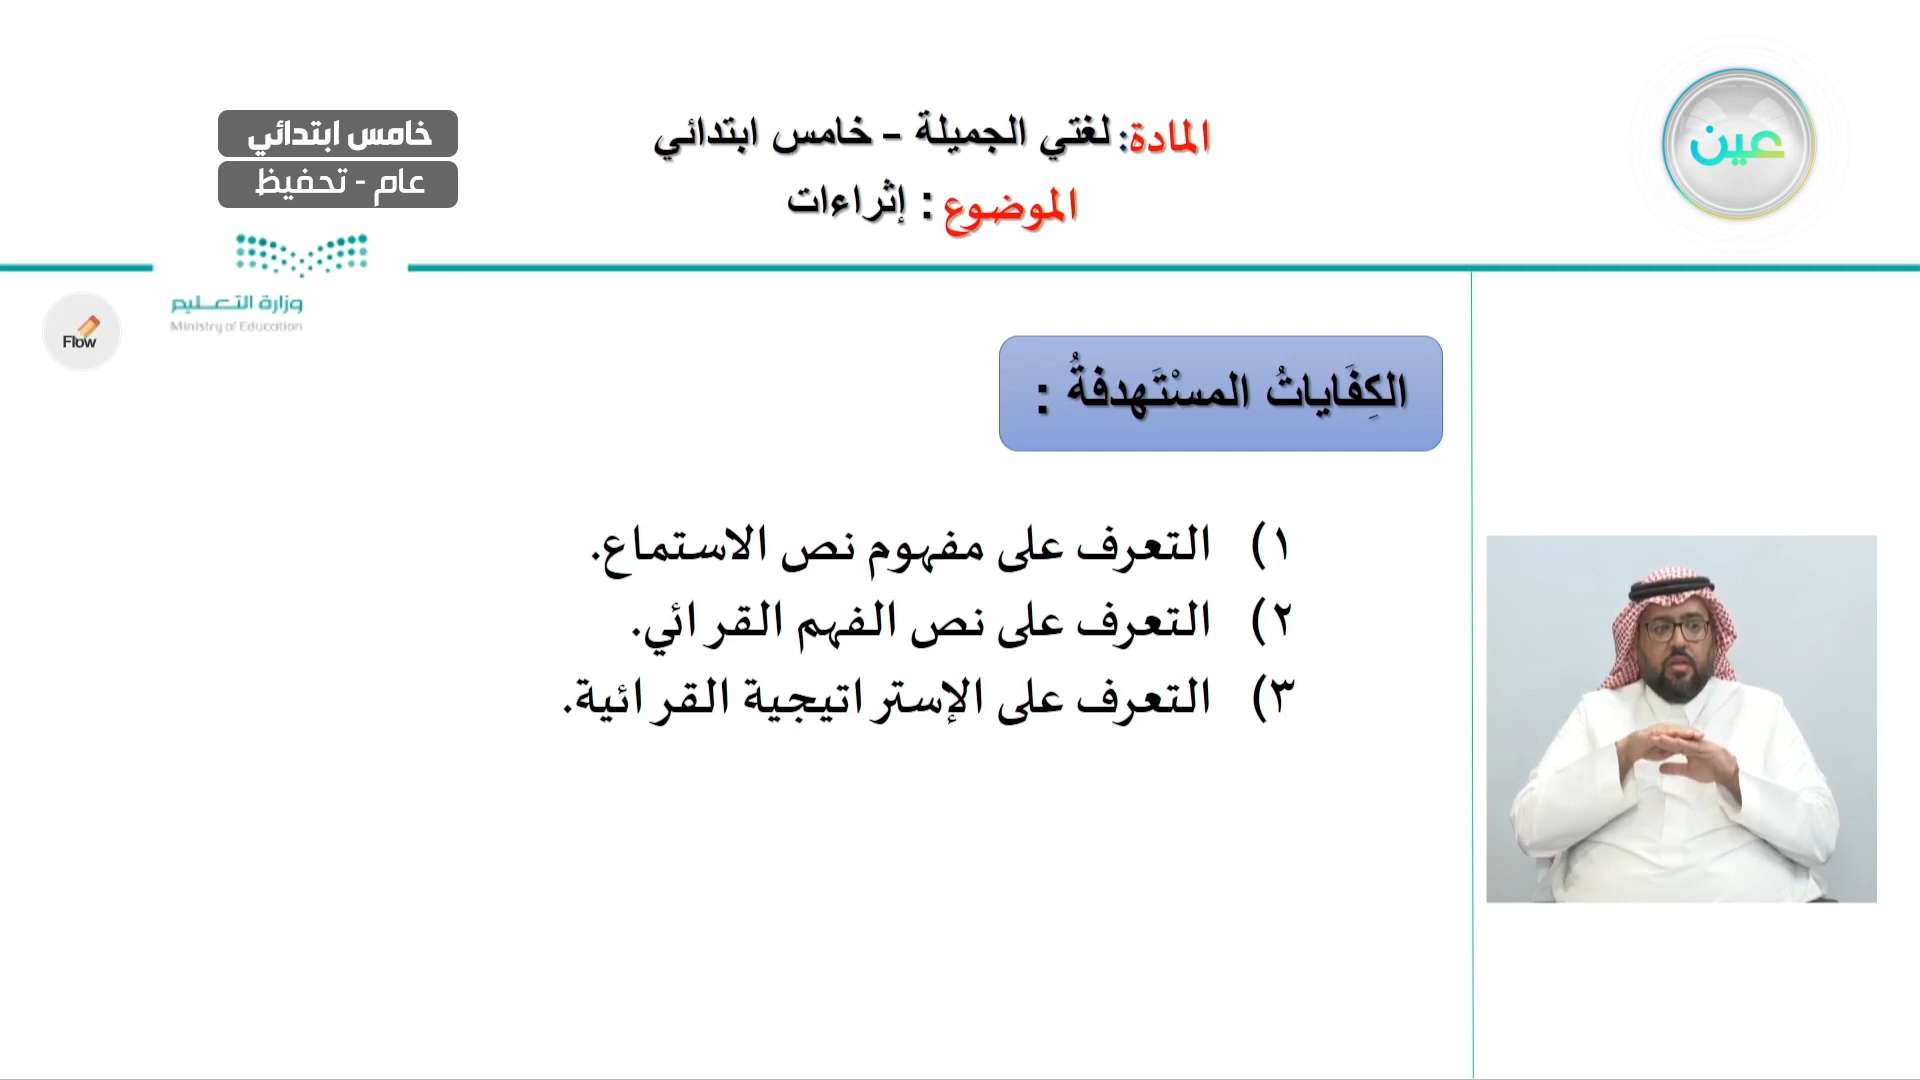 المادة: لغتي الجميلة – خامس ابتدائي
الموضوع : إثراءات
عين
خامس ابتدائي
عام - تحفيظ
وزارة التعليم
Ministry of Education
Flow
الكِفَاياتُ المسْتَهدفةُ :
١) التعرف على مفهوم نص الاستماع.
٢) التعرف على نص الفهم القرائي.
٣) التعرف على الإستراتيجية القرائية.